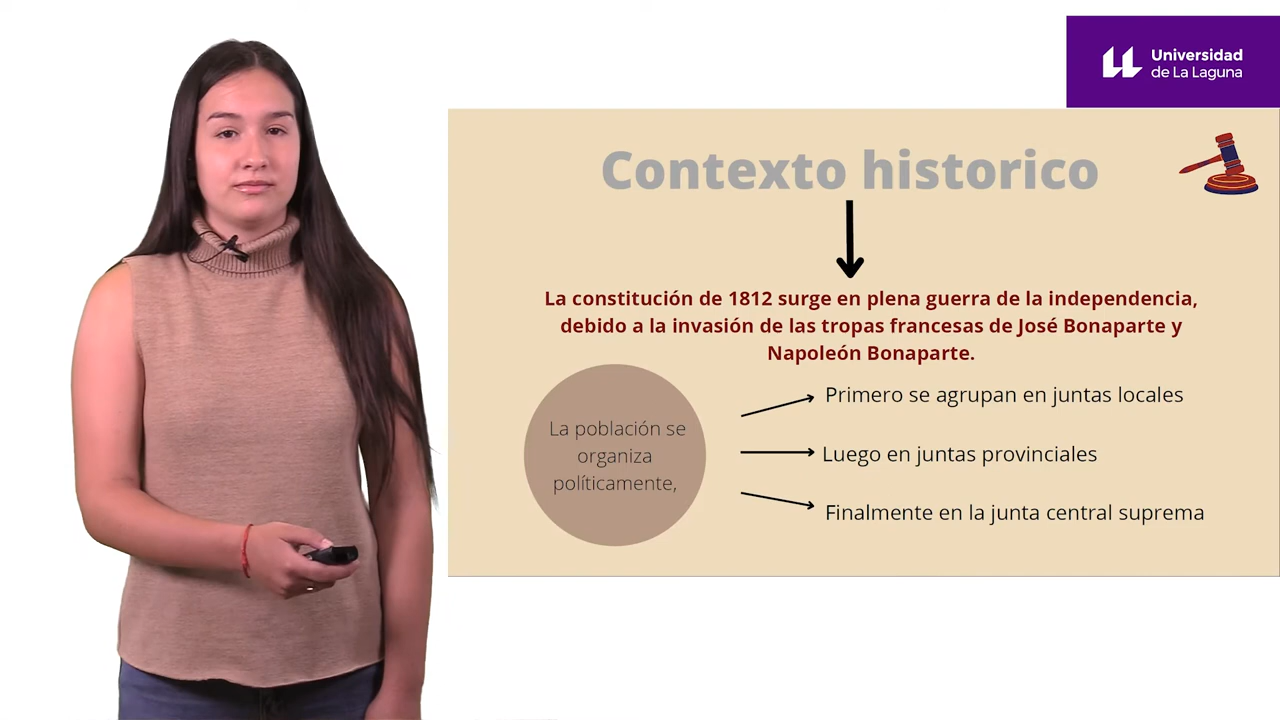 Universidad
de La Laguna
Contexto historico
La constitución de 1812 surge en plena guerra de la independencia,
debido a la invasión de las tropas francesas de José Bonaparte y
Napoleón Bonaparte.
La población se
organiza
políticamente,
Primero se agrupan en juntas locales
Luego en juntas provinciales
Finalmente en la junta central suprema